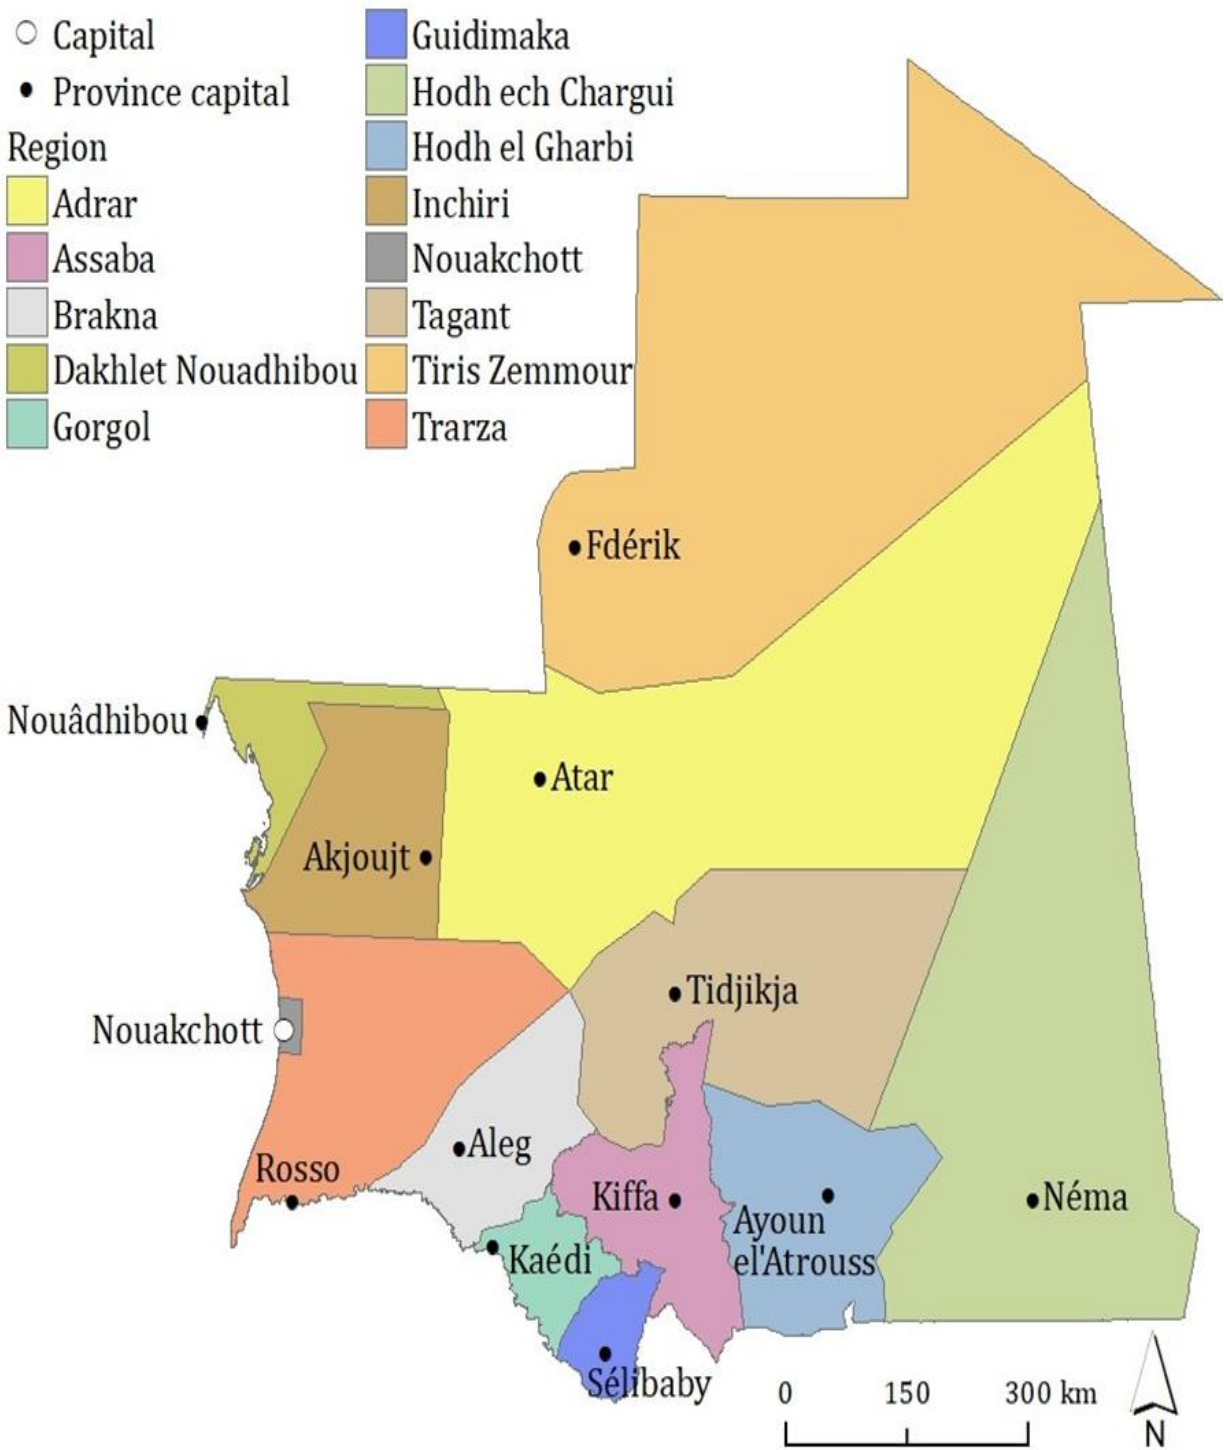 Capital
Province capital
Region
Adrar
Assaba
Brakna
Dakhlet Nouadhibou
Gorgol
Guidimaka
Hodh ech Chargui
Hodh el Gharbi
Inchiri
Nouakchott
Tagant
Tiris Zemmour
Trarza
Fdérik
Nouâdhibou
Atar
Akjoujt
Tidjikja
Nouakchott
Aleg
Rosso
Kiffa
Néma
Ayoun
el'Atrouss
Kaédi
Sélibaby
0 150 300 km
N